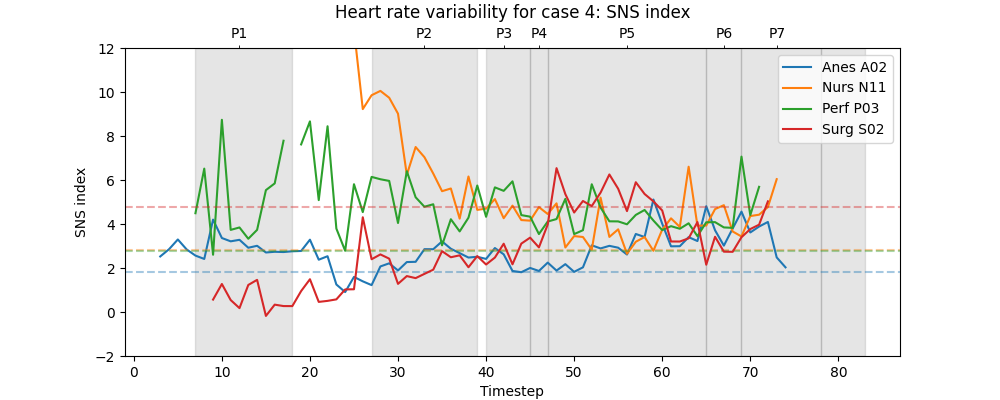 Heart rate variability for case 4: SNS index
P1 P2 P3 P4 P5 P6 P7
Anes A02
Nurs N11
Perf P03
Surg S02
SNS index
12
10
8
6
4
2
0
−2
0 10 20 30 40 50 60 70 80
Timestep